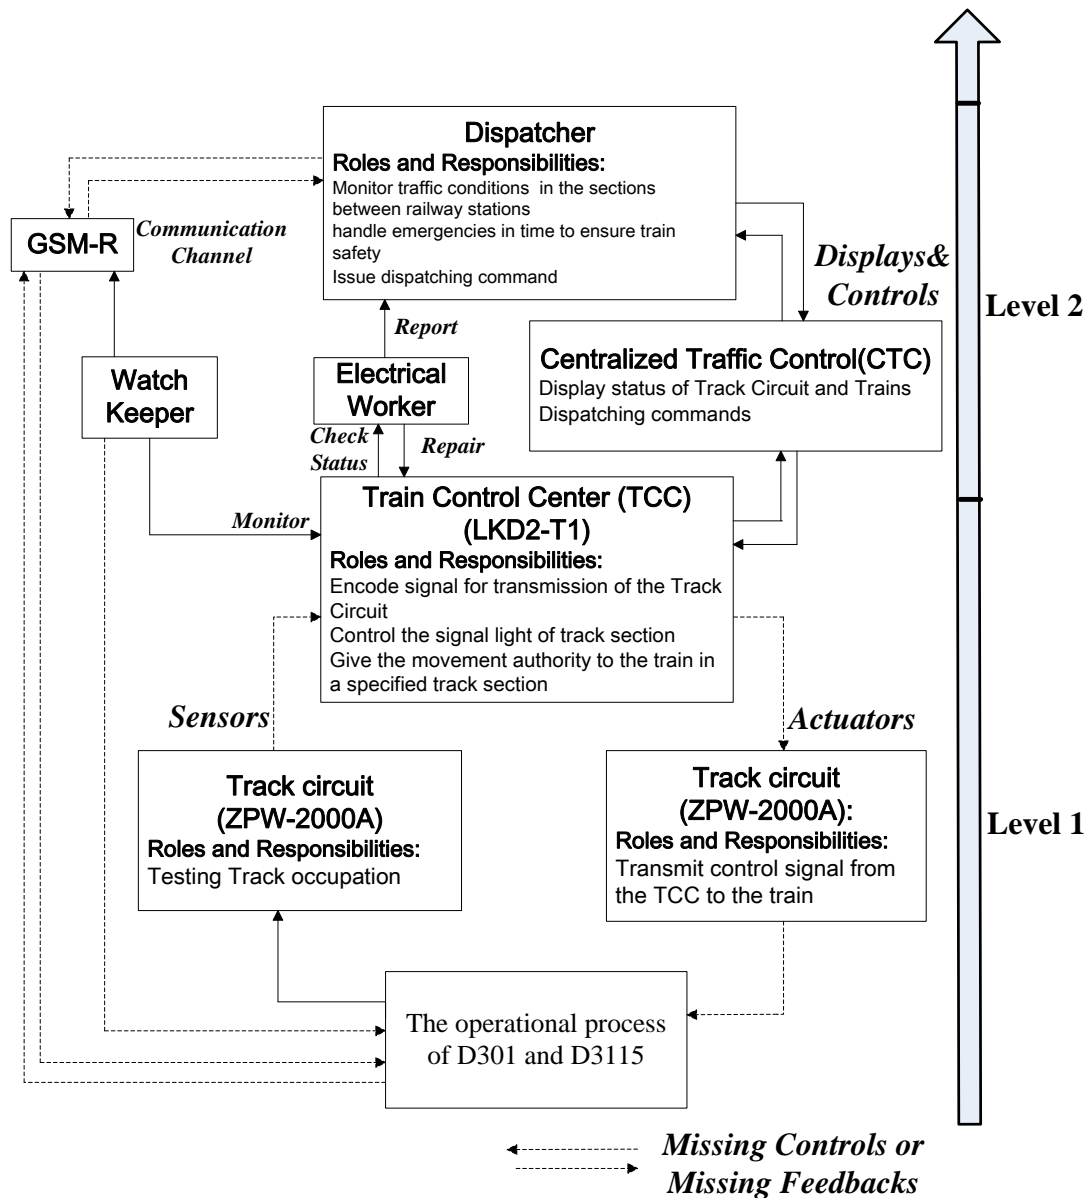 Dispatcher
Roles and Responsibilities:
Monitor traffic conditions in the sections
between railway stations
handle emergencies in time to ensure train
safety
Issue dispatching command
GSM-R
Communication
Channel
Displays&
Controls
Level 2
Report
Centralized Traffic Control(CTC)
Display status of Track Circuit and Trains
Dispatching commands
Watch
Keeper
Electrical
Worker
Check
Status
Repair
Monitor
Train Control Center (TCC)
(LKD2-T1)
Roles and Responsibilities:
Encode signal for transmission of the Track
Circuit
Control the signal light of track section
Give the movement authority to the train in
a specified track section
Sensors
Actuators
Track circuit
(ZPW-2000A)
Roles and Responsibilities:
Testing Track occupation
Track circuit
(ZPW-2000A):
Roles and Responsibilities:
Transmit control signal from
the TCC to the train
Level 1
The operational process
of D301 and D3115
Missing Controls or
Missing Feedbacks